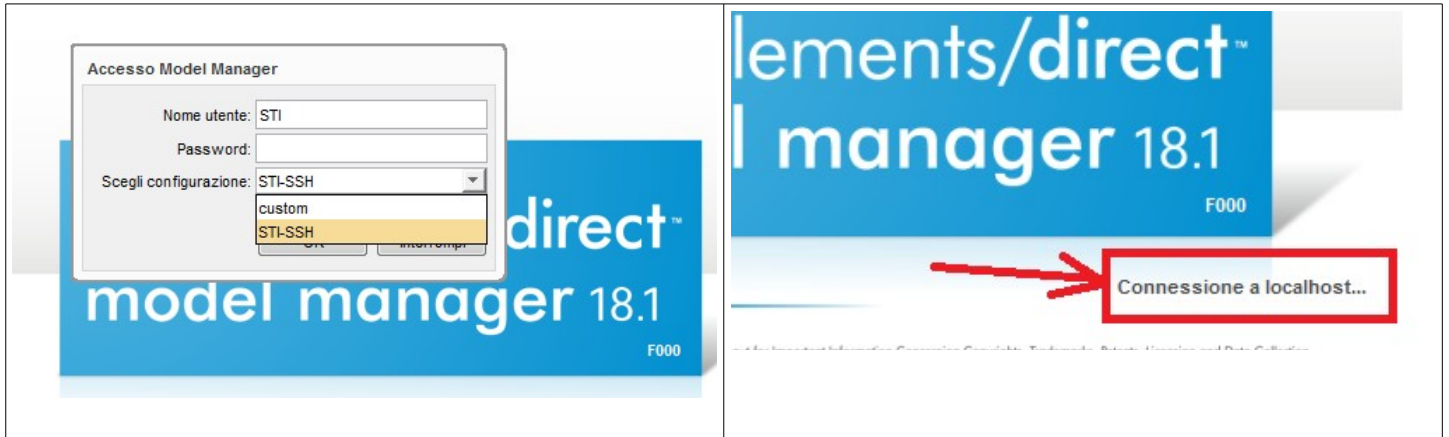 Accesso Model Manager
Nome utente: STI
Password:
Scegli configurazione: STI-SSH
custom
STI-SSH
direct™
model manager 18.1
F000
lements/direct™
l manager 18.1
F000
Connessione a localhost...